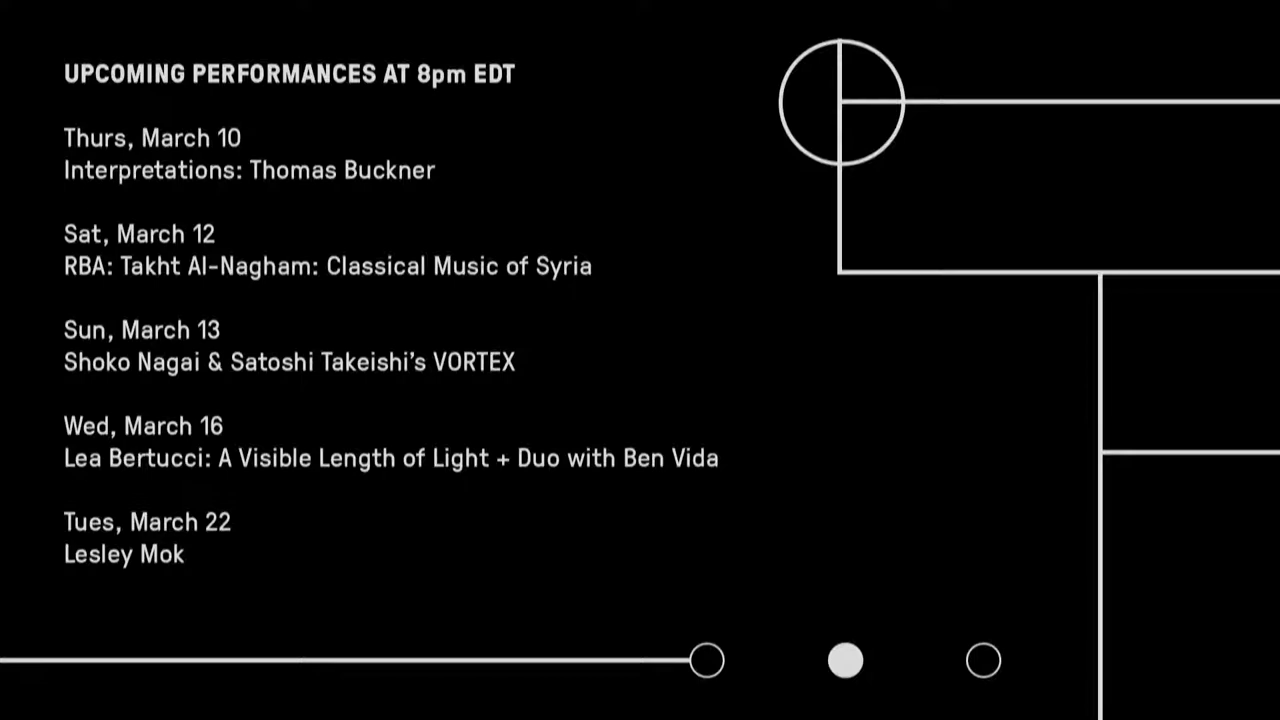 UPCOMING PERFORMANCES AT 8pm EDT
Thurs, March 10
Interpretations: Thomas Buckner
Sat, March 12
RBA: Takht Al-Nagham: Classical Music of Syria
Sun, March 13
Shoko Nagai & Satoshi Takeishi’s VORTEX
Wed, March 16
Lea Bertucci: A Visible Length of Light + Duo with Ben Vida
Tues, March 22
Lesley Mok